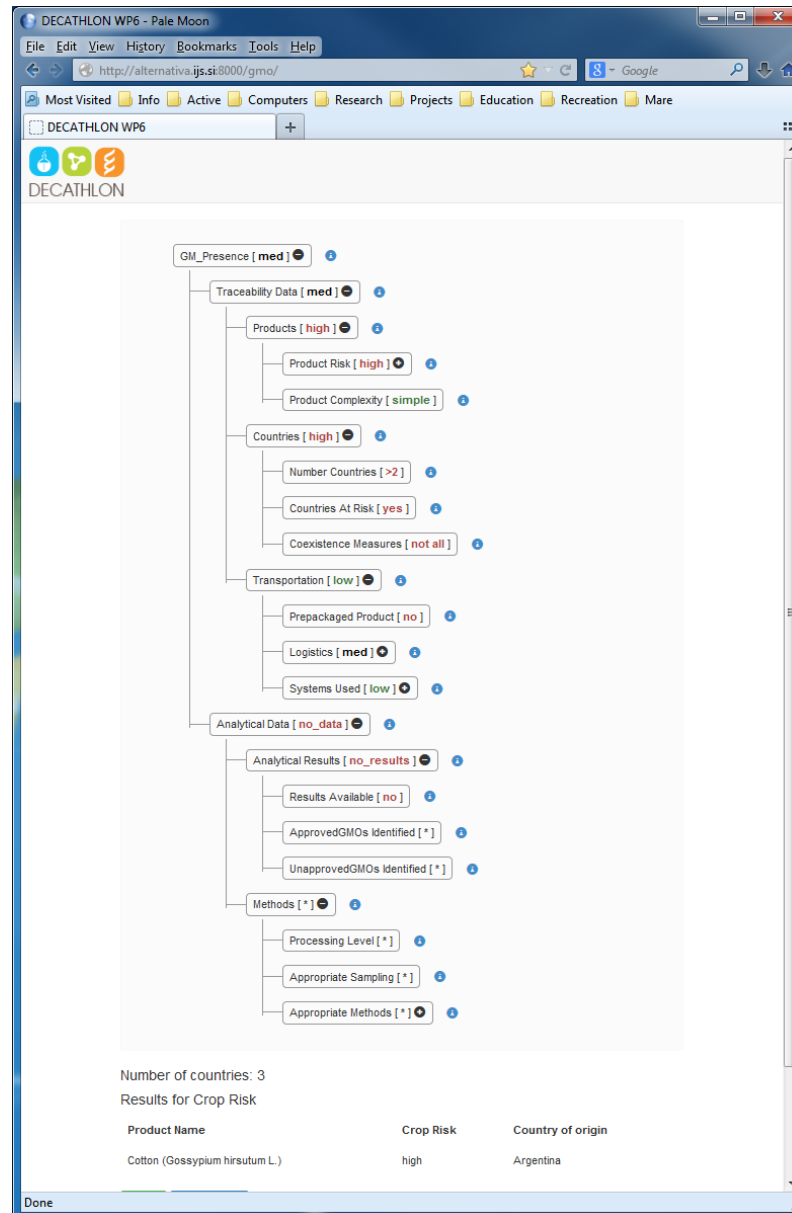 DECATHLON WP6 - Pale Moon
File Edit View History Bookmarks Tools Help
http://alternativa.ijs.si:8000/gmo/
8 Google
Most Visited Info Active Computers Research Projects Education Recreation Mare
DECATHLON WP6 +
DECATHLON
GM_Presence [ med ]
Traceability Data [ med ]
Products [ high ]
Product Risk [ high ]
Product Complexity [ simple ]
Countries [ high ]
Number Countries [ >2 ]
Countries At Risk [ yes ]
Coexistence Measures [ not all ]
Transportation [ low ]
Prepackaged Product [ no ]
Logistics [ med ]
Systems Used [ low ]
Analytical Data [ no_data ]
Analytical Results [ no_results ]
Results Available [ no ]
ApprovedGMOs Identified [ * ]
UnapprovedGMOs Identified [ * ]
Methods [ * ]
Processing Level [ * ]
Appropriate Sampling [ * ]
Appropriate Methods [ * ]
Number of countries: 3
Results for Crop Risk
Product Name Crop Risk Country of origin
Cotton (Gossypium hirsutum L.) high Argentina
Done